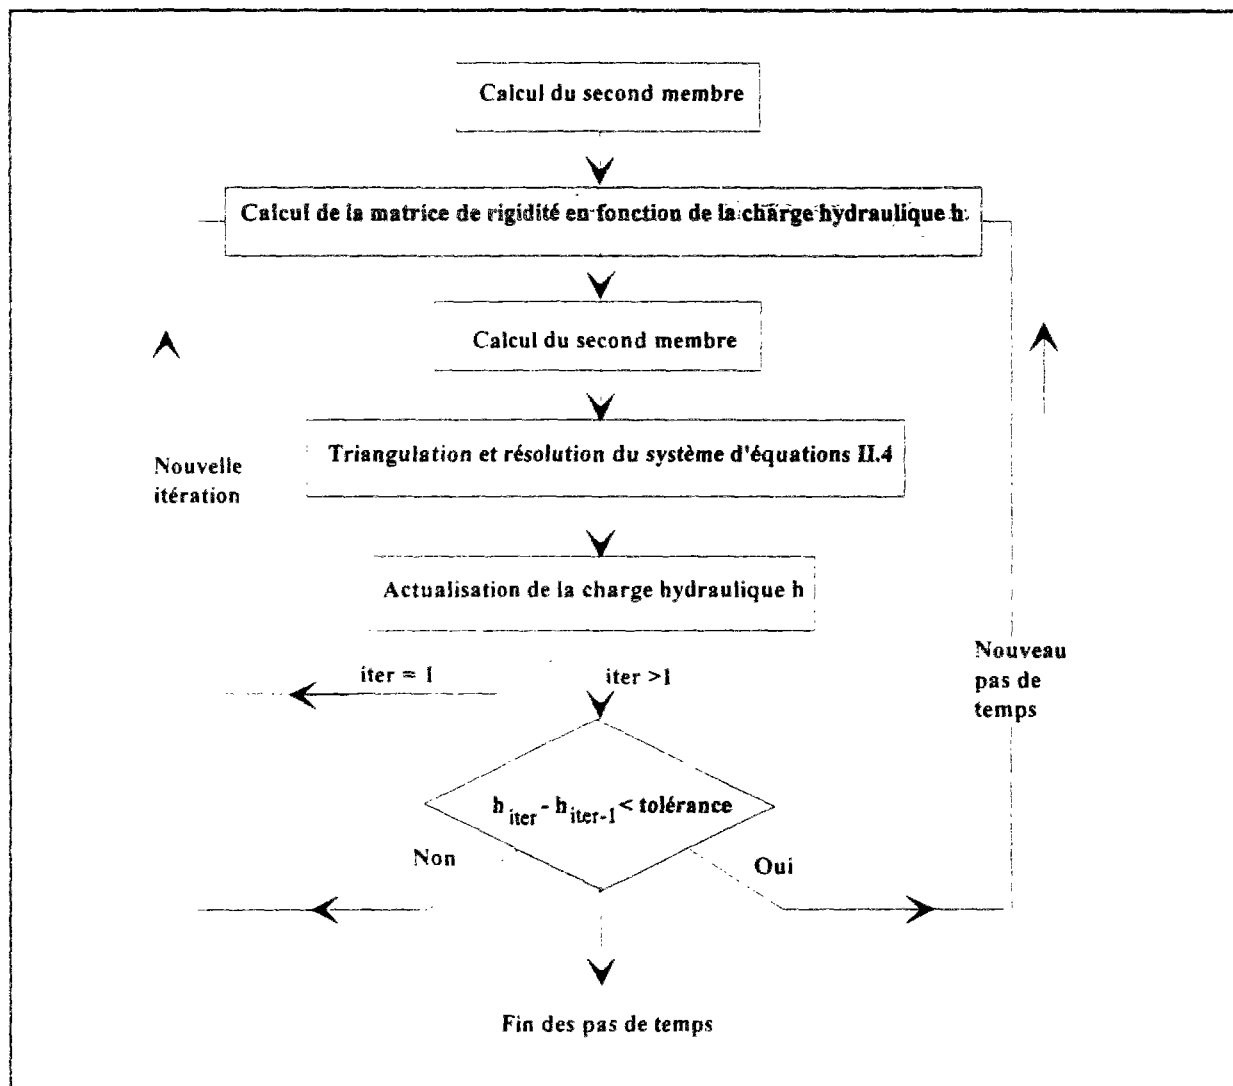 Calcul du second membre
Calcul de la matrice de rigidité en fonction de la charge hydraulique h
Calcul du second membre
Triangulation et résolution du système d'équations II.4
Nouvelle
itération
Actualisation de la charge hydraulique h
iter = 1
iter >1
Nouveau
pas de
temps
h iter - h iter-1 < tolérance
Non
Oui
Fin des pas de temps